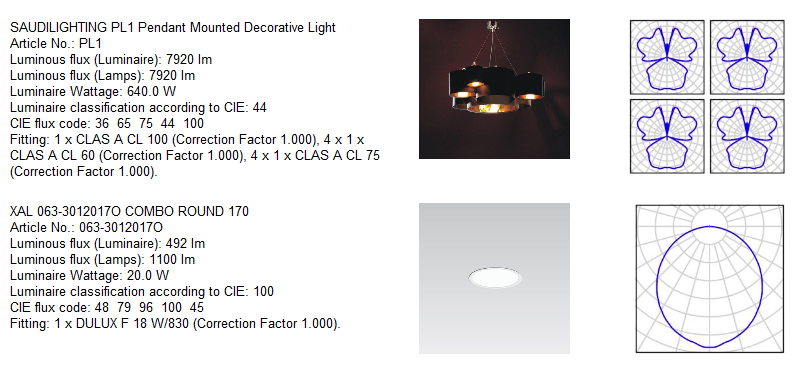 SAUDILIGHTING PL1 Pendant Mounted Decorative Light
Article No.: PL1
Luminous flux (Luminaire): 7920 lm
Luminous flux (Lamps): 7920 lm
Luminaire Wattage: 640.0 W
Luminaire classification according to CIE: 44
CIE flux code: 36 65 75 44 100
Fitting: 1 x CLAS A CL 100 (Correction Factor 1.000), 4 x 1 x
CLAS A CL 60 (Correction Factor 1.000), 4 x 1 x CLAS A CL 75
(Correction Factor 1.000).
XAL 063-3012017O COMBO ROUND 170
Article No.: 063-3012017O
Luminous flux (Luminaire): 492 lm
Luminous flux (Lamps): 1100 lm
Luminaire Wattage: 20.0 W
Luminaire classification according to CIE: 100
CIE flux code: 48 79 96 100 45
Fitting: 1 x DULUX F 18 W/830 (Correction Factor 1.000).